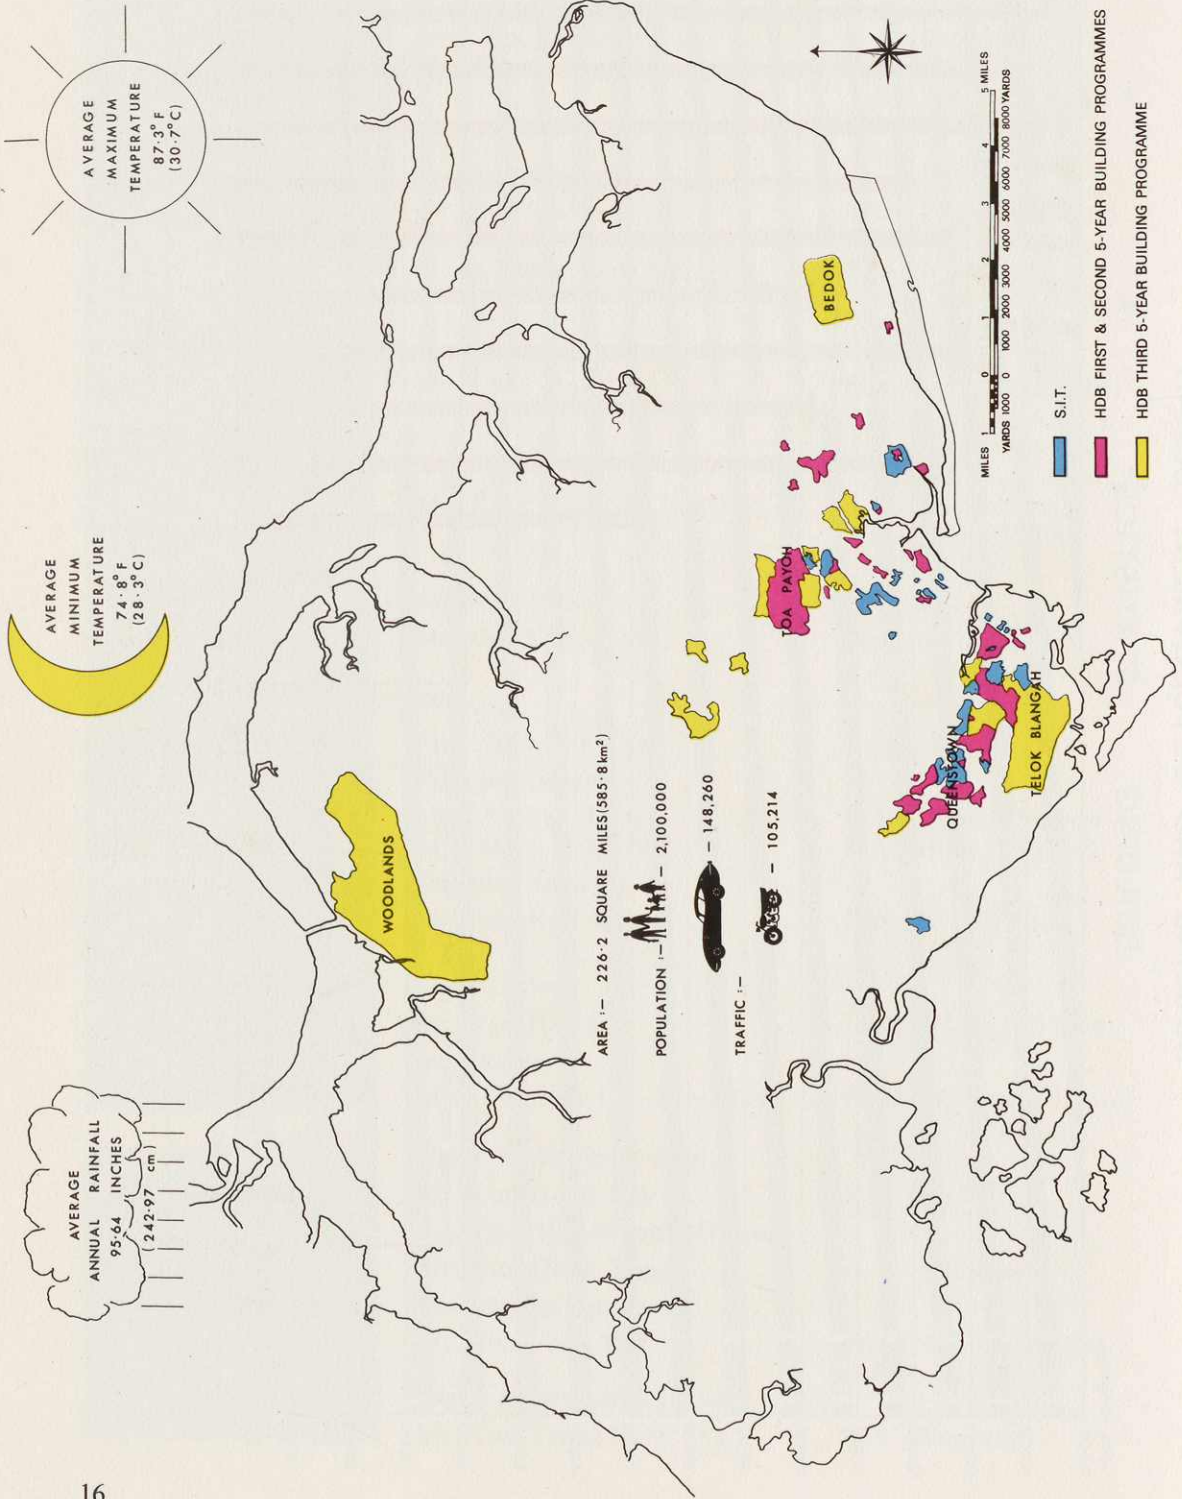 AVERAGE
ANNUAL RAINFALL
95·64 INCHES
(242·97 cm)
AVERAGE
MINIMUM
TEMPERATURE
74·8° F
(28·3° C)
AVERAGE
MAXIMUM
TEMPERATURE
87·3° F
(30·7° C)
WOODLANDS
AREA :— 226·2 SQUARE MILES (585·8 km²)
POPULATION :— — 2,100,000
TRAFFIC :— — 148,260
— 105,214
TOA PAYOH
BEDOK
QUEENSTOWN
TELOK BLANGAH
MILES 1 0 1 2 3 4 5 MILES
YARDS 1000 0 1000 2000 3000 4000 5000 6000 7000 8000 YARDS
S.I.T.
HDB FIRST & SECOND 5-YEAR BUILDING PROGRAMMES
HDB THIRD 5-YEAR BUILDING PROGRAMME
16